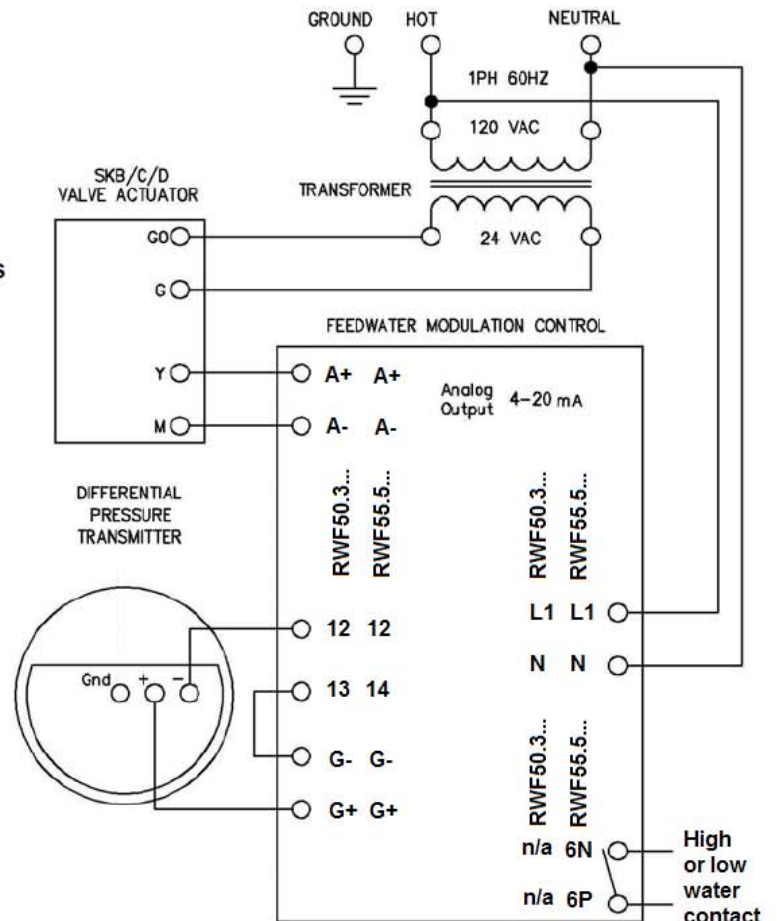 GROUND HOT NEUTRAL
1PH 60HZ
120 VAC
SKB/C/D
VALVE ACTUATOR
TRANSFORMER
24 VAC
GO
s
G
FEEDWATER MODULATION CONTROL
Y A+ A+
Analog
Output 4-20 mA
M A- A-
DIFFERENTIAL
PRESSURE
TRANSMITTER
RWF50.3...
RWF55.5...
RWF50.3...
RWF55.5...
L1 L1
12 12
N N
Gnd + -
13 14
G- G-
G+ G+
RWF50.3...
RWF55.5...
n/a 6N
n/a 6P
High
or low
water
contact